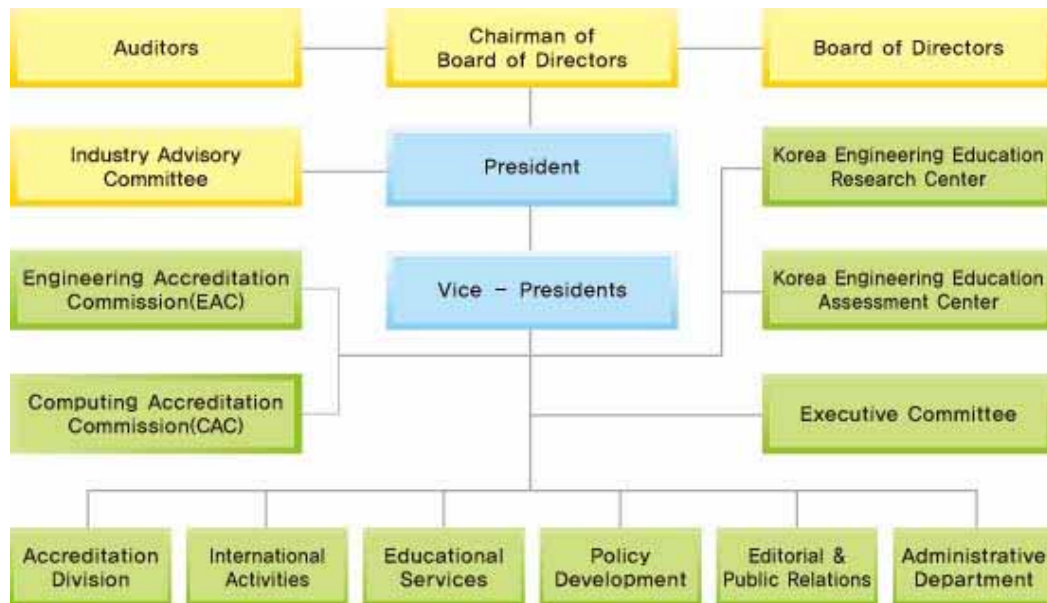 Auditors
Chairman of
Board of Directors
Board of Directors
Industry Advisory
Committee
President
Korea Engineering Education
Research Center
Engineering Accreditation
Commission(EAC)
Vice - Presidents
Korea Engineering Education
Assessment Center
Computing Accreditation
Commission(CAC)
Executive Committee
Accreditation
Division
International
Activities
Educational
Services
Policy
Development
Editorial &
Public Relations
Administrative
Department